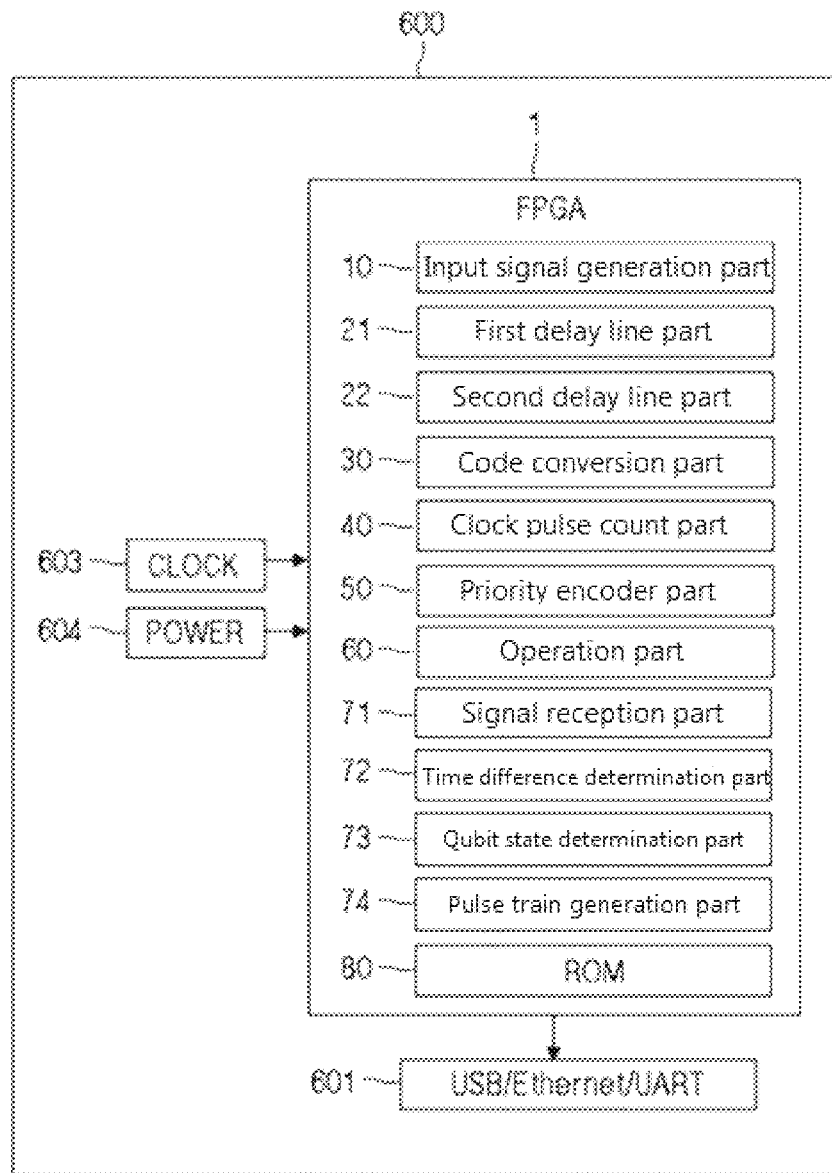 600
1
FPGA
10 Input signal generation part
21 First delay line part
22 Second delay line part
30 Code conversion part
40 Clock pulse count part
603 CLOCK
50 Priority encoder part
604 POWER
60 Operation part
71 Signal reception part
72 Time difference determination part
73 Qubit state determination part
74 Pulse train generation part
80 ROM
601 USB/Ethernet/UART